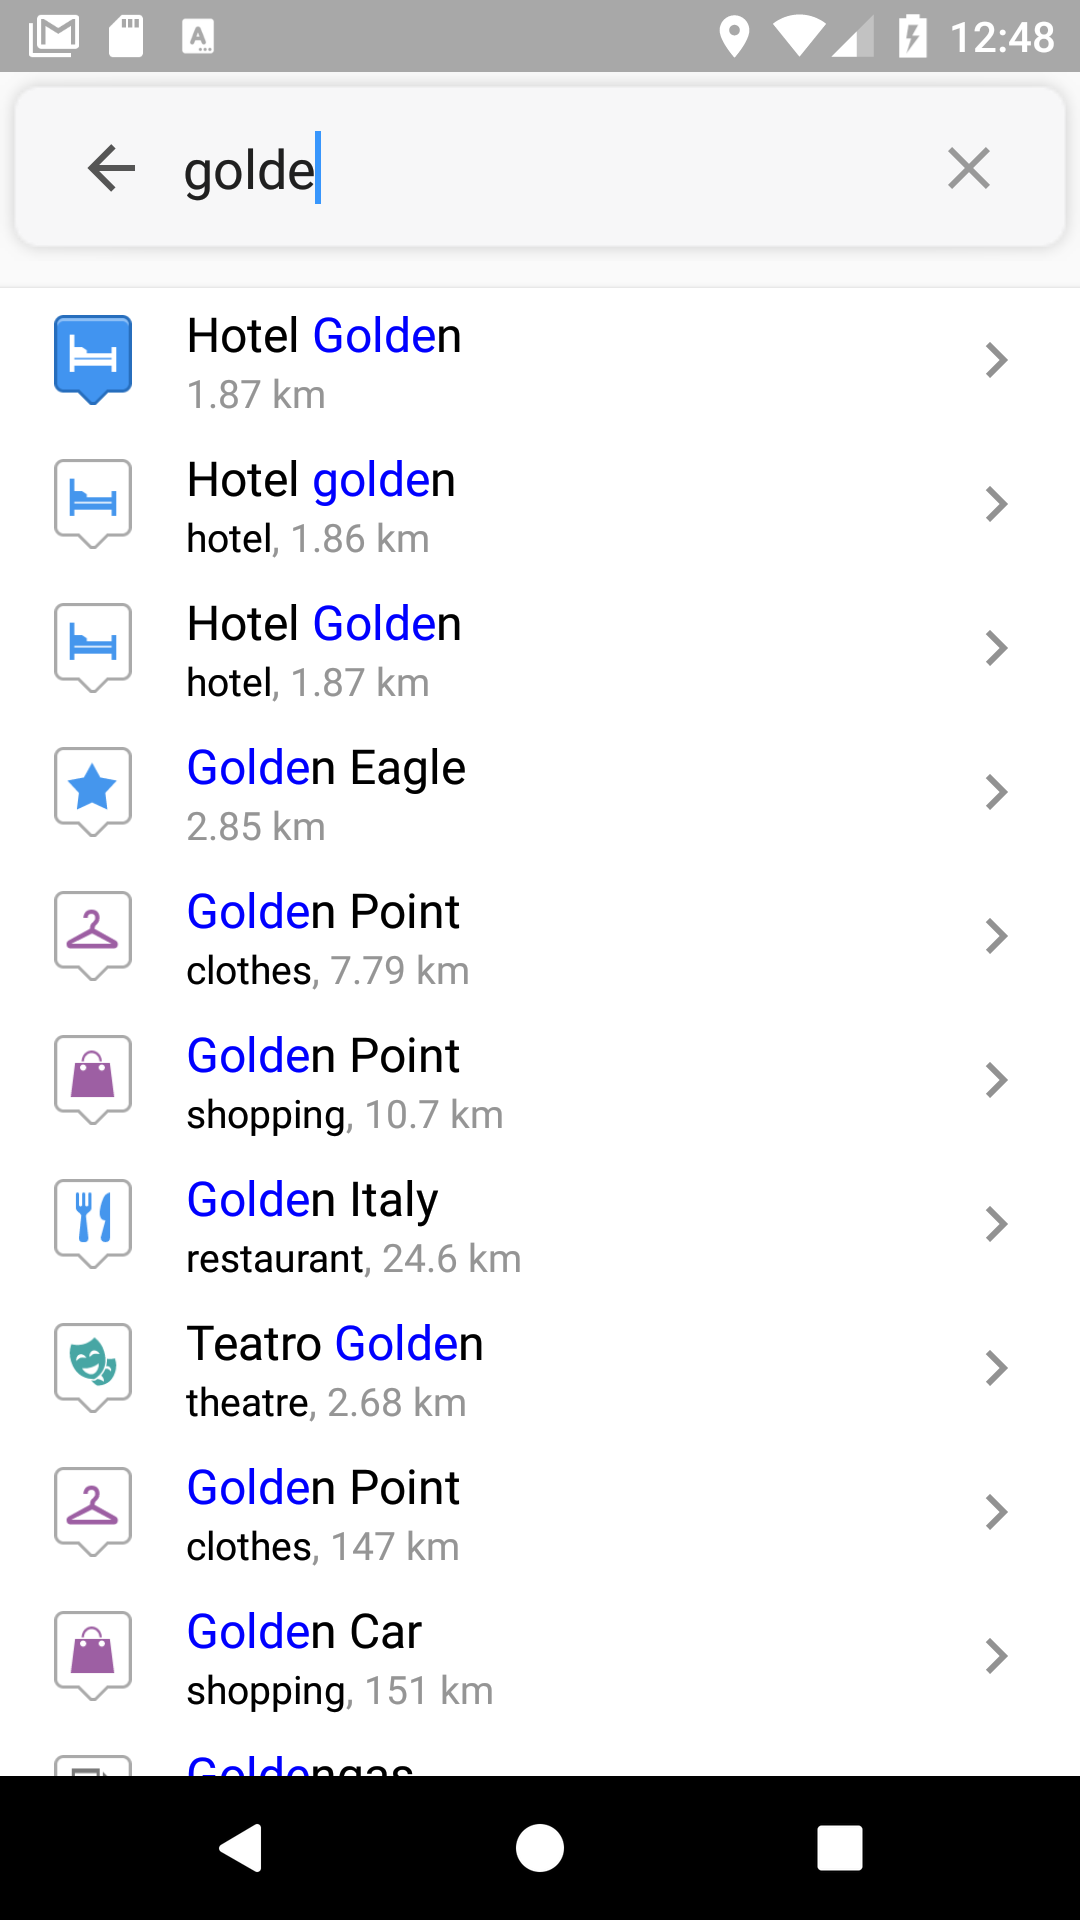 12:48
golde
Hotel Golden
1.87 km
Hotel golden
hotel, 1.86 km
Hotel Golden
hotel, 1.87 km
Golden Eagle
2.85 km
Golden Point
clothes, 7.79 km
Golden Point
shopping, 10.7 km
Golden Italy
restaurant, 24.6 km
Teatro Golden
theatre, 2.68 km
Golden Point
clothes, 147 km
Golden Car
shopping, 151 km
Goldengas